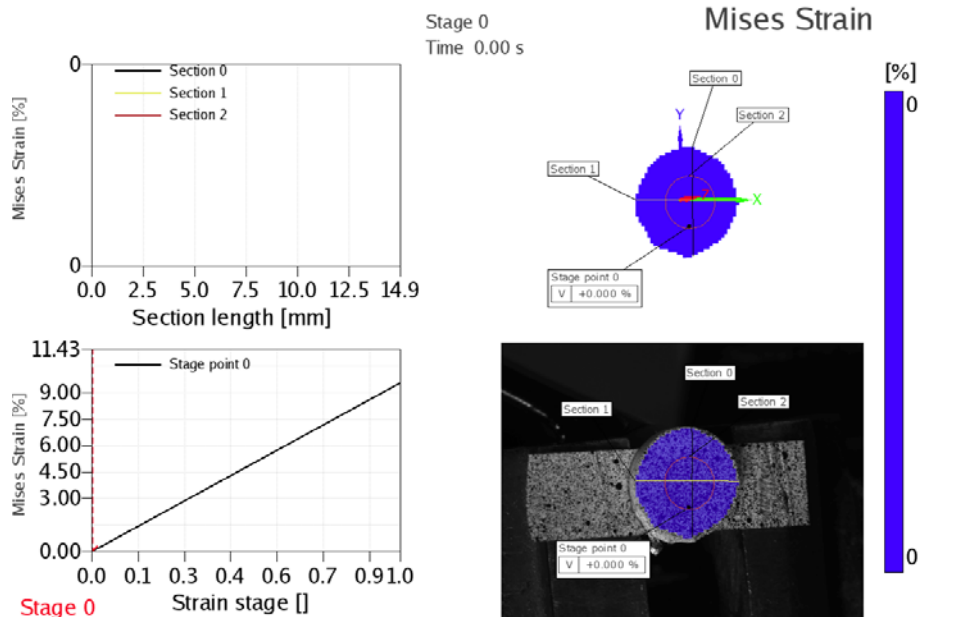 Stage 0
Time 0.00 s
Mises Strain
Mises Strain [%]
0
0
Section 0
Section 1
Section 2
0.0 2.5 5.0 7.5 10.0 12.5 14.9
Section length [mm]
Section 0
Section 2
Section 1
Y
Z
X
Stage point 0
V +0.000 %
[%]
0
0
Mises Strain [%]
11.43
9.00
7.50
6.00
4.50
3.00
0.00
Stage point 0
0.0 0.1 0.3 0.4 0.6 0.7 0.91.0
Strain stage []
Stage 0
Section 0
Section 1
Section 2
Stage point 0
V +0.000 %